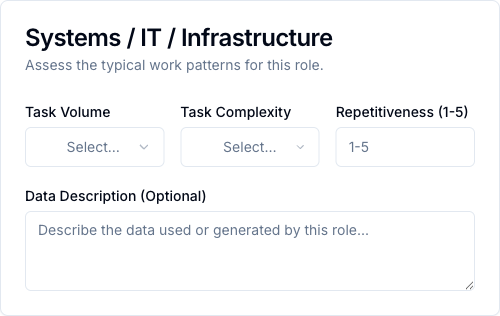 Systems / IT / Infrastructure
Assess the typical work patterns for this role.
Task Volume Task Complexity Repetitiveness (1-5)
Select... Select... 1-5
Data Description (Optional)
Describe the data used or generated by this role...